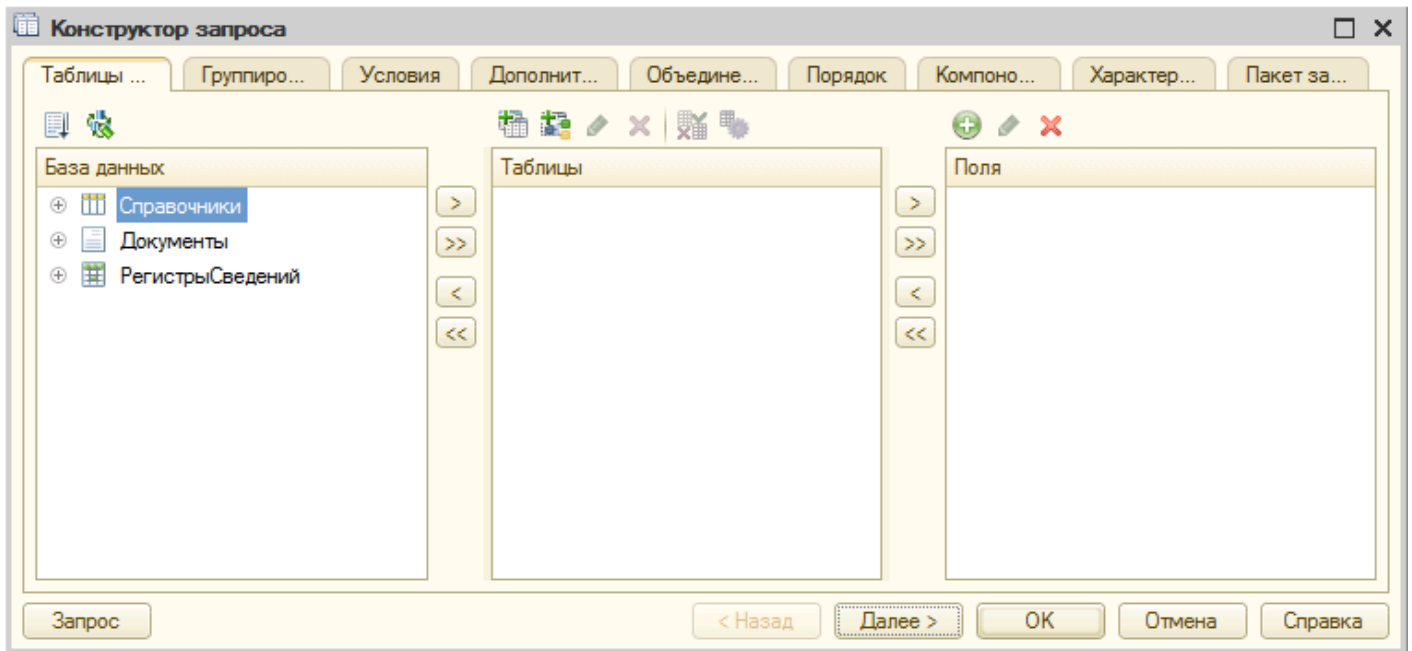 Конструктор запроса
Таблицы ... Группиро... Условия Дополнит... Объедине... Порядок Компоно... Характер... Пакет за...
База данных Таблицы Поля
Справочники > >
Документы >> >>
РегистрыСведений < <
<< <<
Запрос < Назад Далее > ОК Отмена Справка